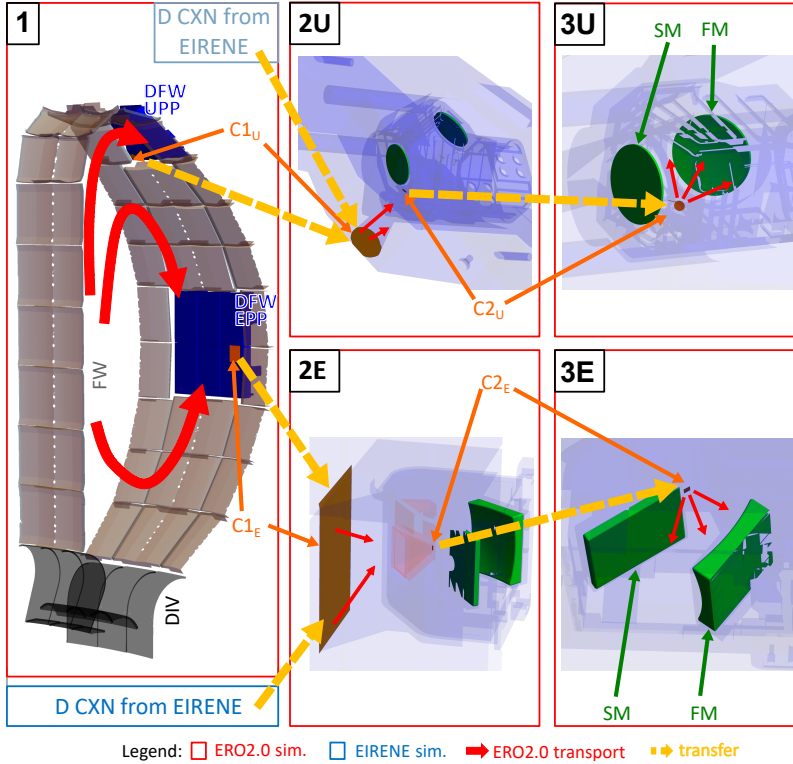 1
D CXN from
EIRENE
2U
3U
SM
FM
DFW
UPP
C1U
C2U
DFW
EPP
FW
2E
3E
C2E
C1E
DIV
D CXN from EIRENE
SM
FM
Legend: ERO2.0 sim. EIRENE sim. ERO2.0 transport transfer